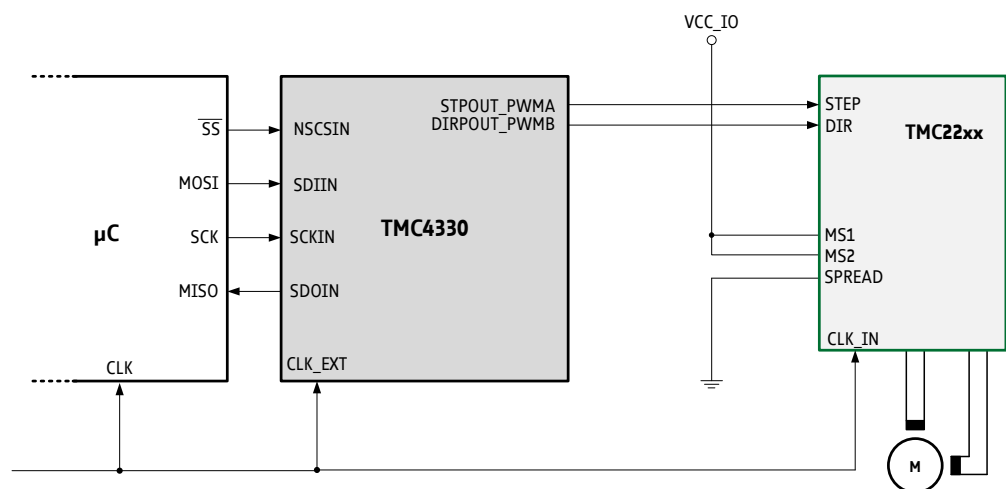 VCC_IO
STPOUT_PWMA
STEP
DIRPOUT_PWMB
DIR
TMC22xx
SS
NSCSIN
MOSI
SDIIN
µC
SCK
SCKIN
TMC4330
MS1
MS2
MISO
SDOIN
SPREAD
CLK_IN
CLK
CLK_EXT
M